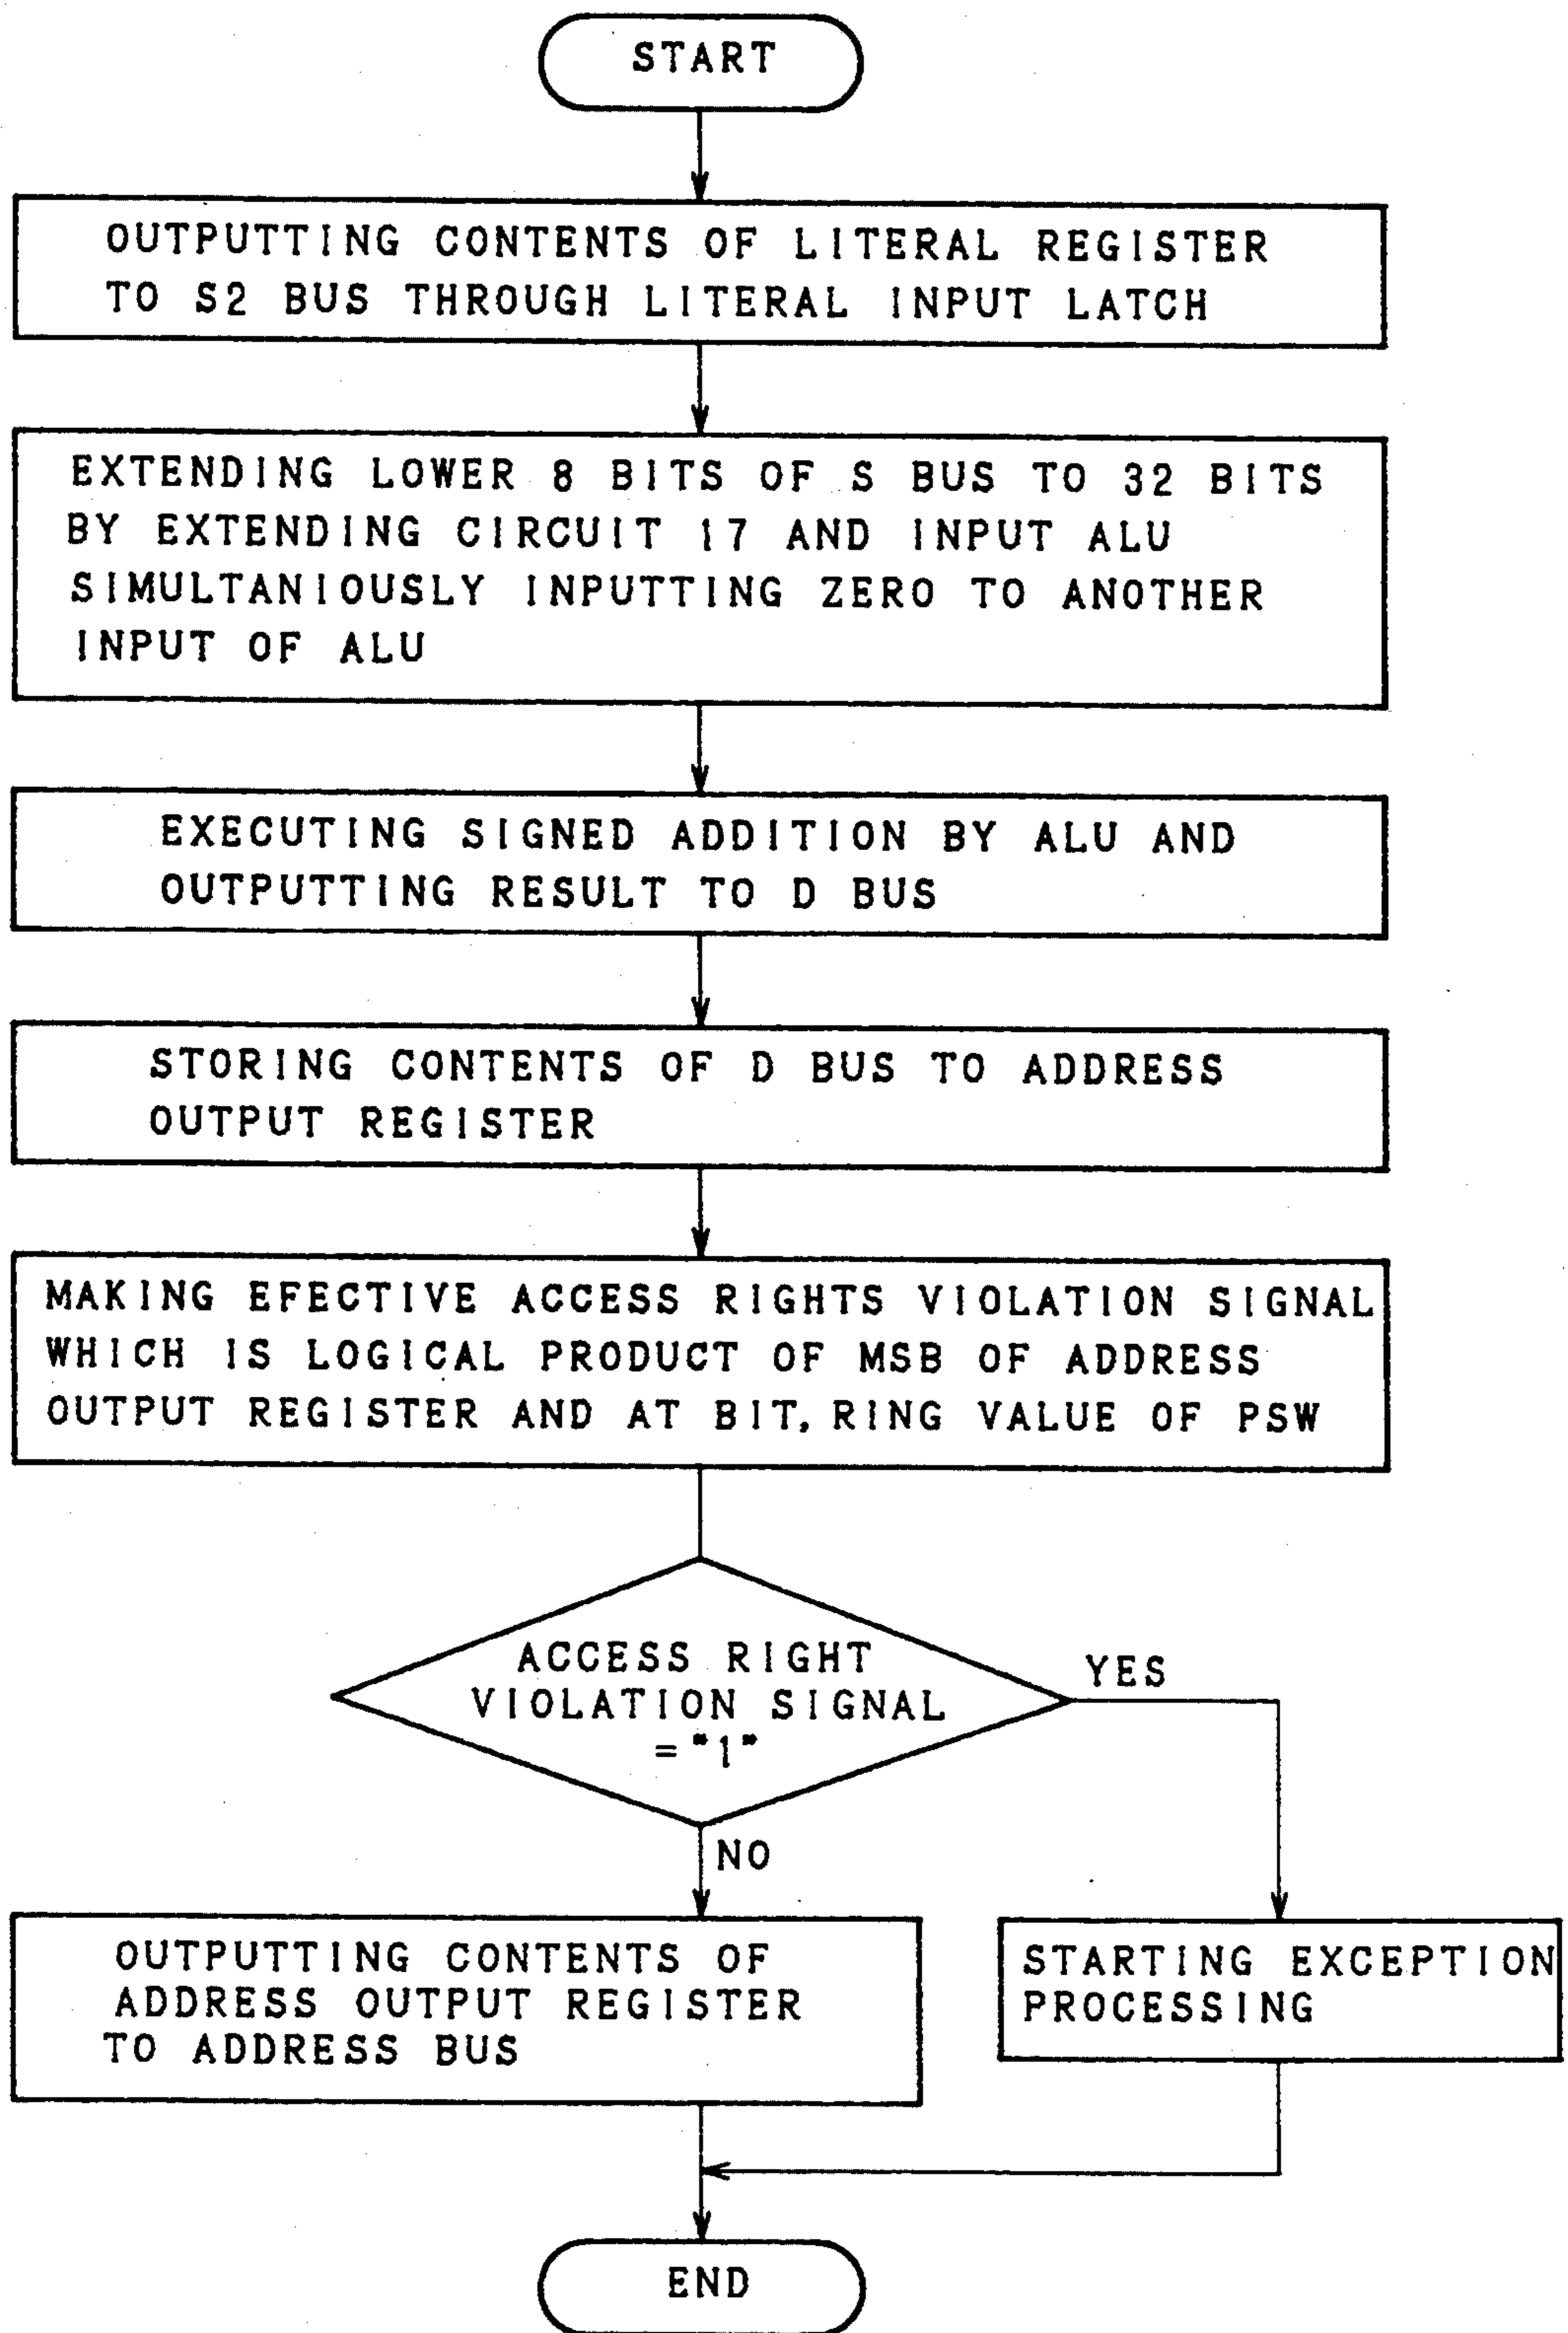 START
OUTPUTTING CONTENTS OF LITERAL REGISTER
TO S2 BUS THROUGH LITERAL INPUT LATCH
EXTENDING LOWER 8 BITS OF S BUS TO 32 BITS
BY EXTENDING CIRCUIT 17 AND INPUT ALU
SIMULTANIOUSLY INPUTTING ZERO TO ANOTHER
INPUT OF ALU
EXECUTING SIGNED ADDITION BY ALU AND
OUTPUTTING RESULT TO D BUS
STORING CONTENTS OF D BUS TO ADDRESS
OUTPUT REGISTER
MAKING EFECTIVE ACCESS RIGHTS VIOLATION SIGNAL
WHICH IS LOGICAL PRODUCT OF MSB OF ADDRESS
OUTPUT REGISTER AND AT BIT, RING VALUE OF PSW
ACCESS RIGHT
VIOLATION SIGNAL
="1"
YES
NO
OUTPUTTING CONTENTS OF
ADDRESS OUTPUT REGISTER
TO ADDRESS BUS
STARTING EXCEPTION
PROCESSING
END